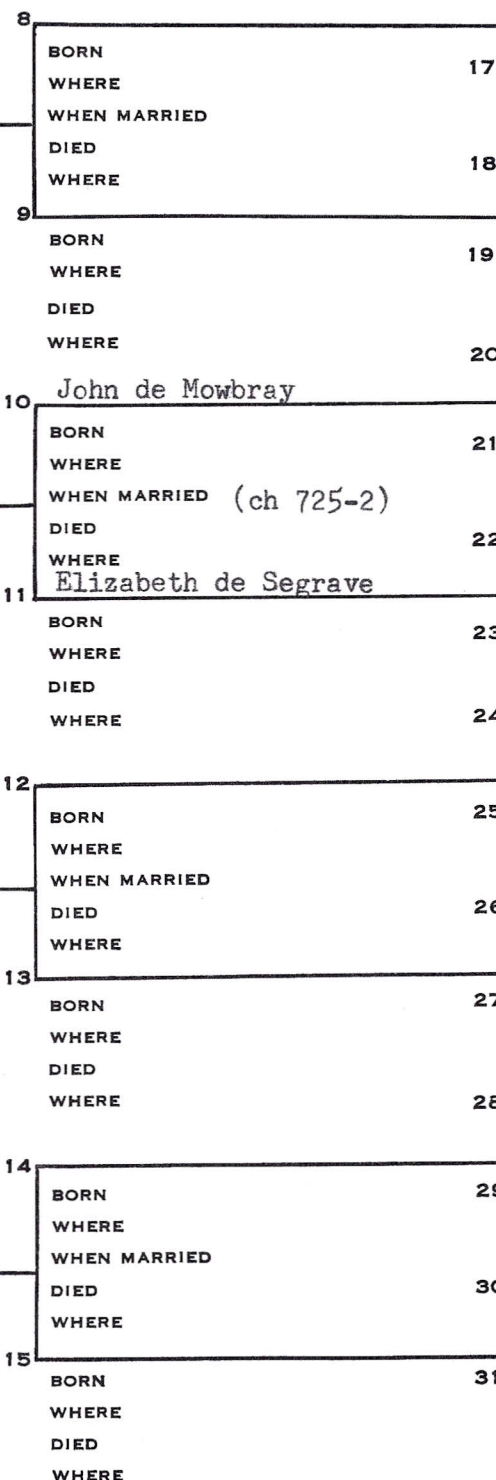 8
BORN
17
WHERE
WHEN MARRIED
DIED
18
WHERE
9
BORN
19
WHERE
DIED
WHERE
20
John de Mowbray
10
BORN
21
WHERE
WHEN MARRIED (ch 725-2)
DIED
22
WHERE
Elizabeth de Segrave
11
BORN
23
WHERE
DIED
WHERE
24
12
BORN
25
WHERE
WHEN MARRIED
DIED
26
WHERE
13
BORN
27
WHERE
DIED
WHERE
28
14
BORN
29
WHERE
WHEN MARRIED
DIED
30
WHERE
15
BORN
31
WHERE
DIED
WHERE